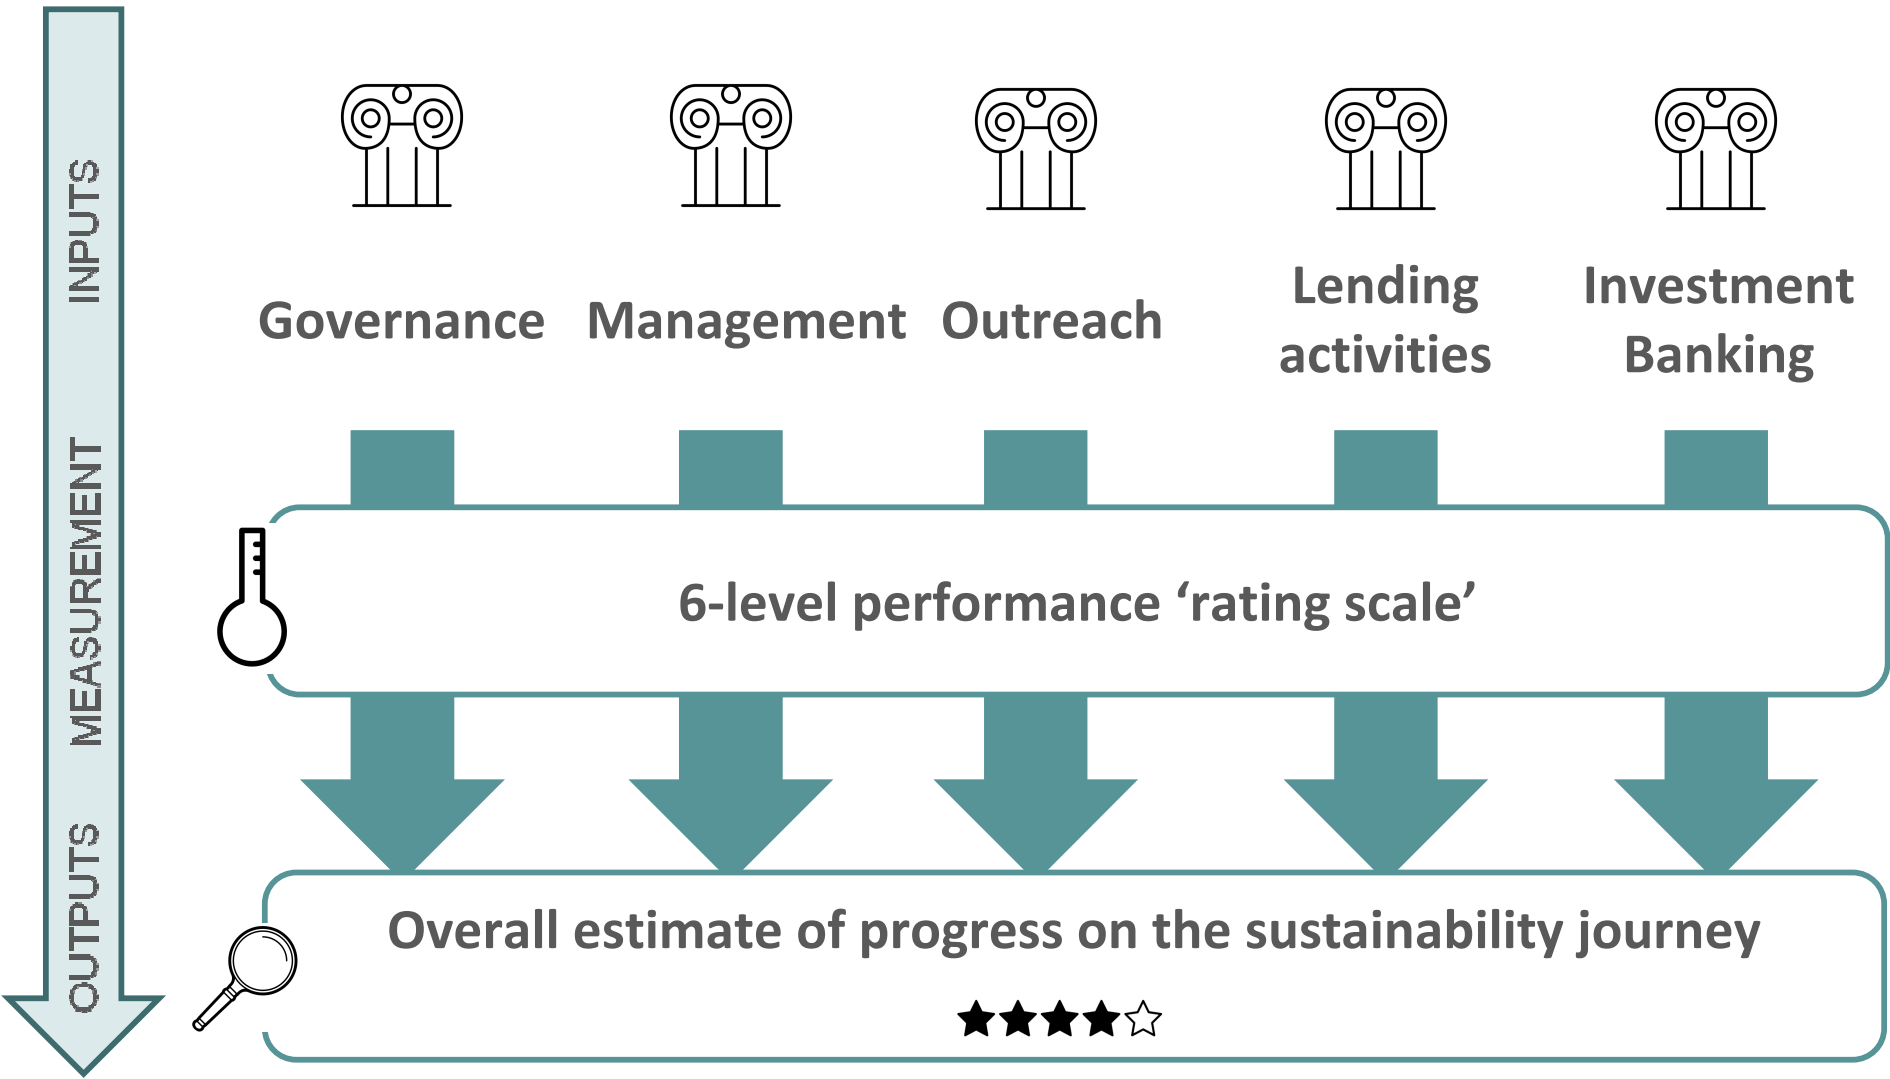 INPUTS
MEASUREMENT
OUTPUTS
Governance
Management
Outreach
Lending
activities
Investment
Banking
6-level performance ‘rating scale’
Overall estimate of progress on the sustainability journey